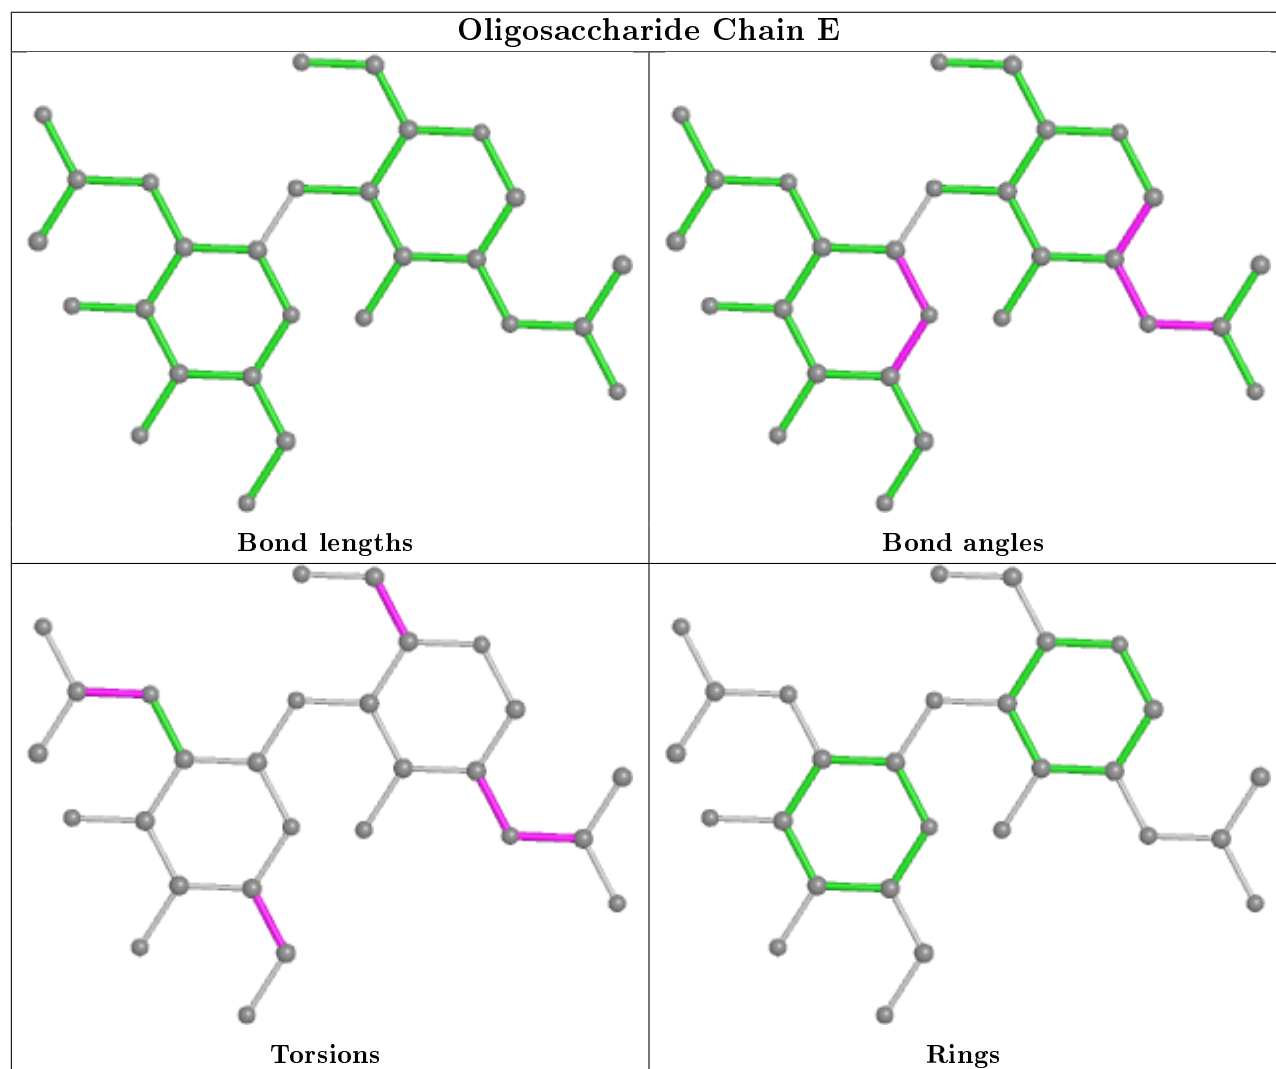 Oligosaccharide Chain E
Bond lengths
Bond angles
Torsions
Rings